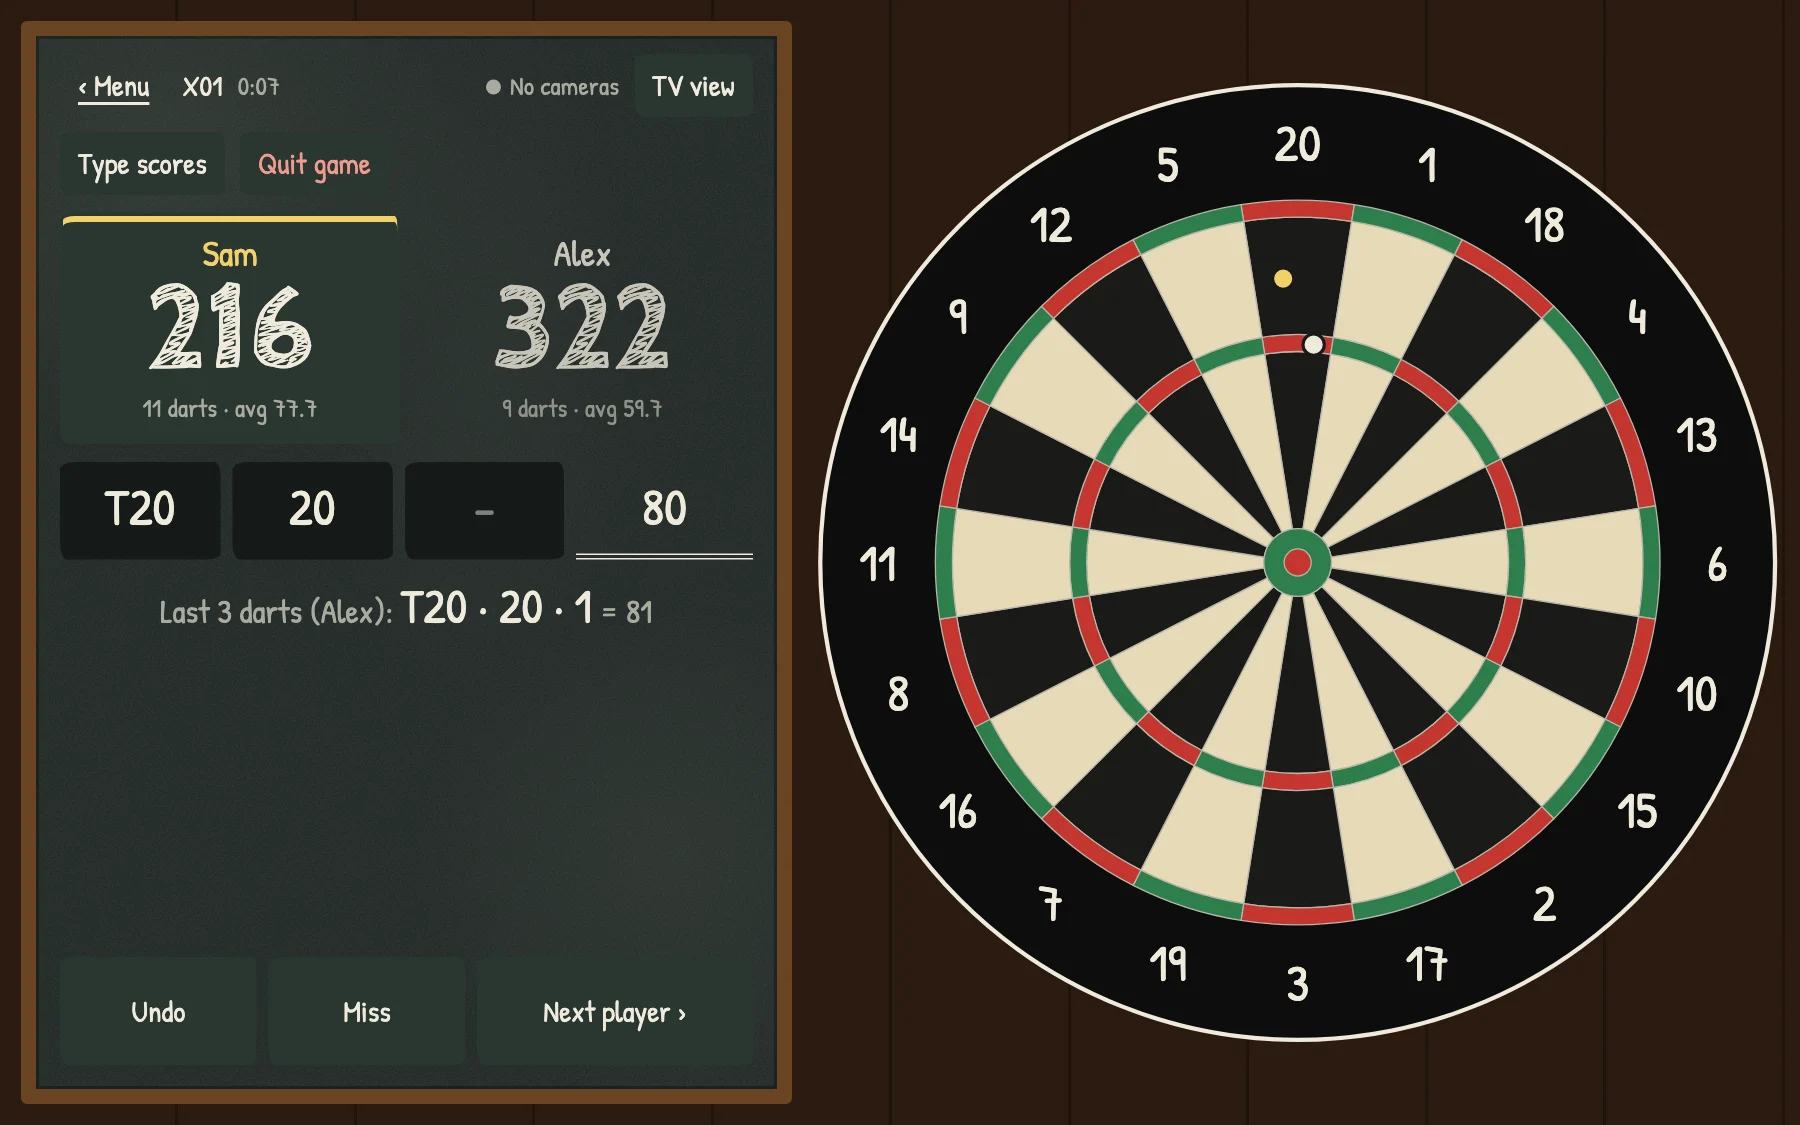 ‹ Menu X01 0:07 No cameras TV view
Type scores Quit game
Sam Alex
216 322
11 darts · avg 77.7 9 darts · avg 59.7
T20 20 – 80
Last 3 darts (Alex): T20 · 20 · 1 = 81
Undo Miss Next player ›
20
5 1
12 18
9 4
14 13
11 6
8 10
16 15
7 2
19 17
3